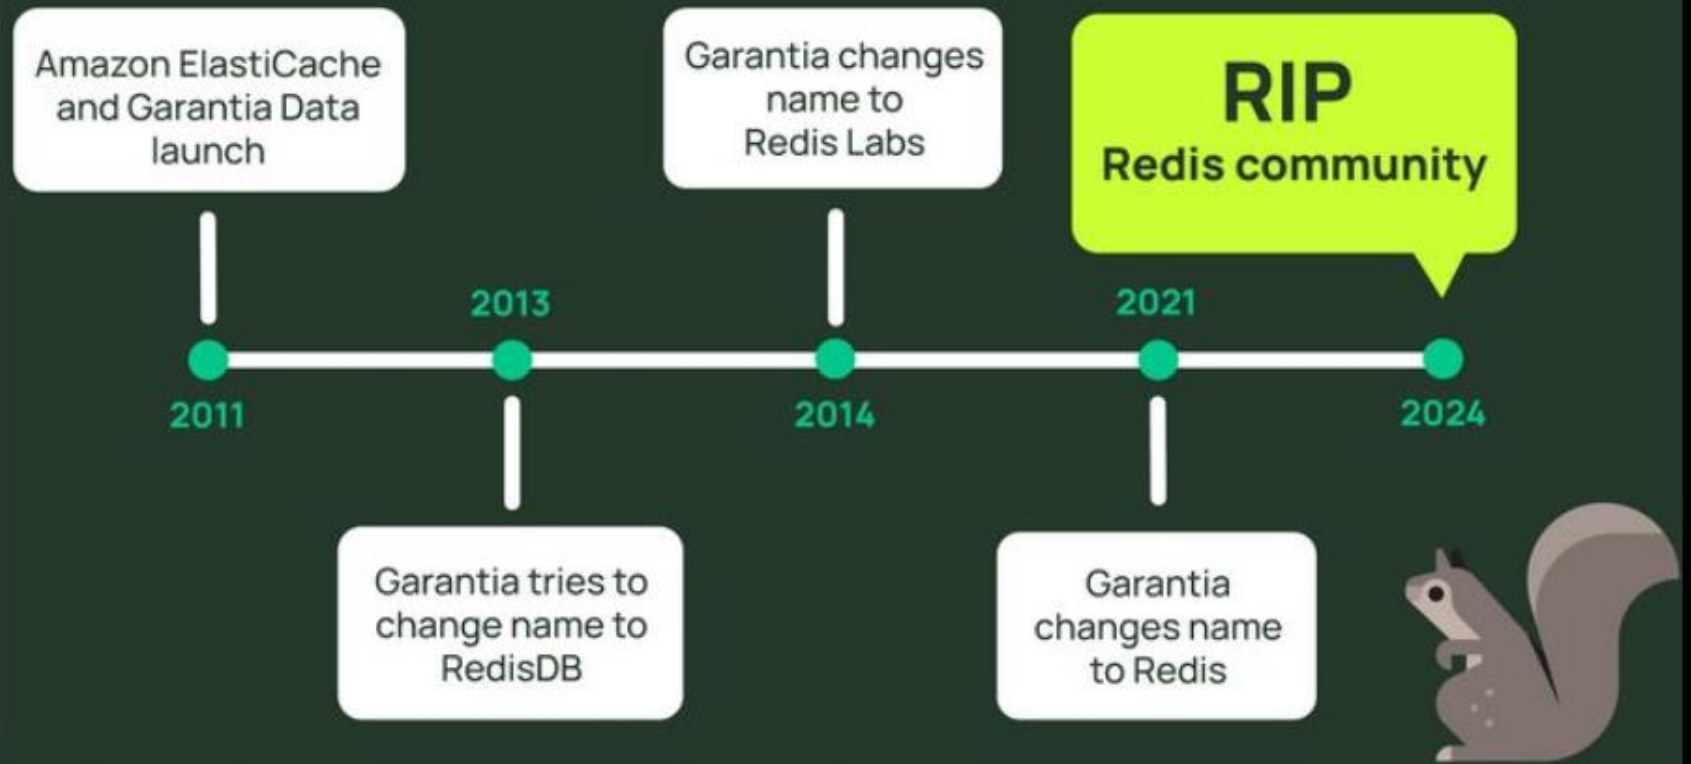 Amazon ElastiCache
and Garantia Data
launch
2011
2013
Garantia tries to
change name to
RedisDB
Garantia changes
name to
Redis Labs
2014
2021
Garantia
changes name
to Redis
RIP
Redis community
2024